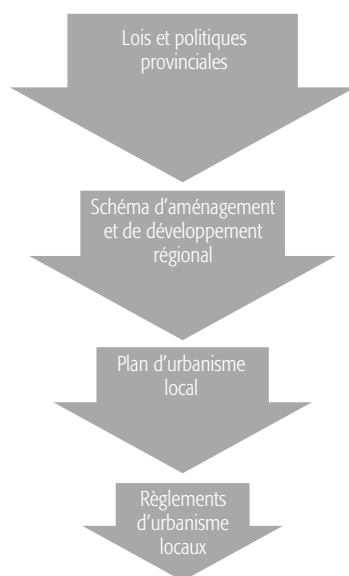 Lois et politiques
provinciales
Schéma d’aménagement
et de développement
régional
Plan d’urbanisme
local
Règlements
d’urbanisme
locaux